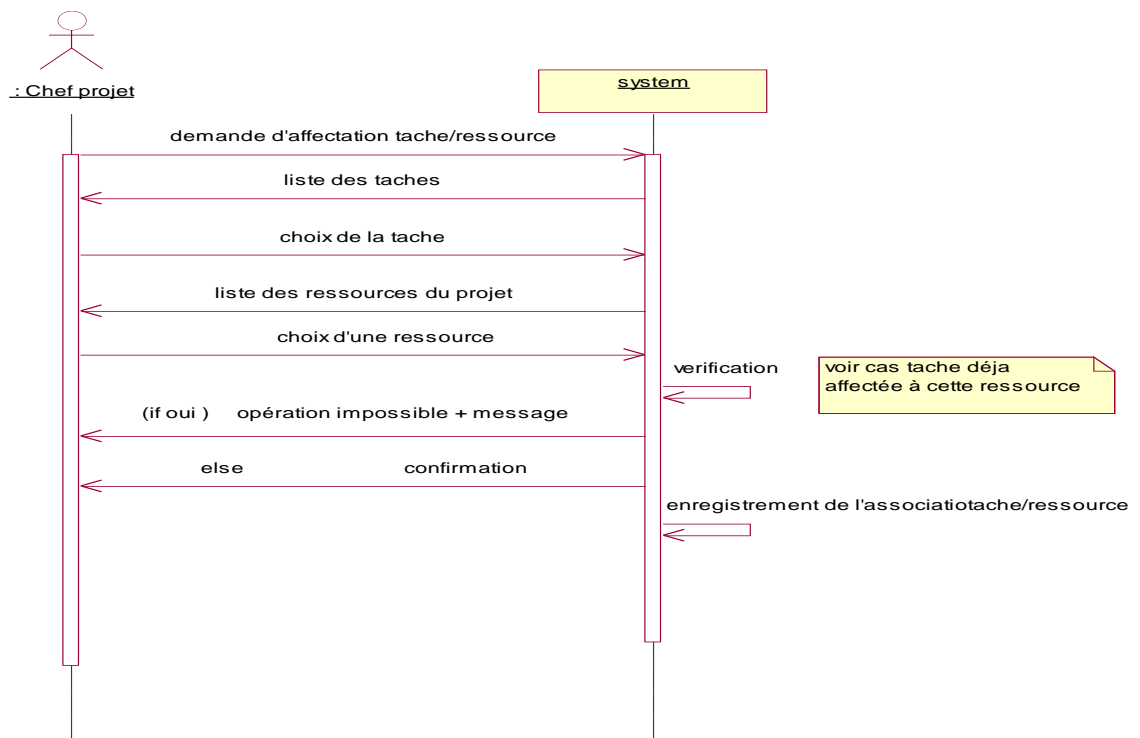 : Chef projet
system
demande d'affectation tache/ressource
liste des taches
choix de la tache
liste des ressources du projet
choix d'une ressource
verification
voir cas tache déja
affectée à cette ressource
(if oui ) opération impossible + message
else confirmation
enregistrement de l'associatiotache/ressource